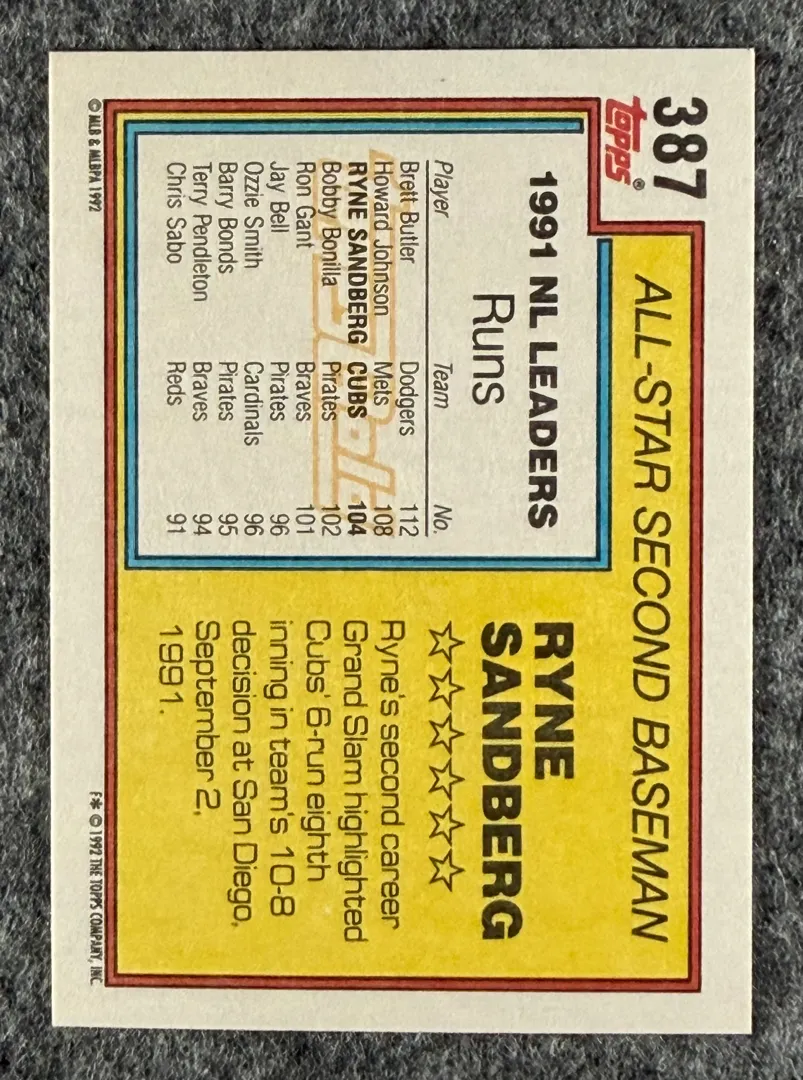 387
Topps®
ALL-STAR SECOND BASEMAN
1991 NL LEADERS
Runs
Player Team No.
Brett Butler Dodgers 112
Howard Johnson Mets 108
RYNE SANDBERG CUBS 104
Bobby Bonilla Pirates 102
Ron Gant Braves 101
Jay Bell Pirates 96
Ozzie Smith Cardinals 96
Barry Bonds Pirates 95
Terry Pendleton Braves 94
Chris Sabo Reds 91
RYNE
SANDBERG
☆☆☆☆☆
Ryne's second career
Grand Slam highlighted
Cubs' 6-run eighth
inning in team's 10-8
decision at San Diego,
September 2,
1991.
© MLB & MLBPA 1992
F* © 1992 THE TOPPS COMPANY, INC.